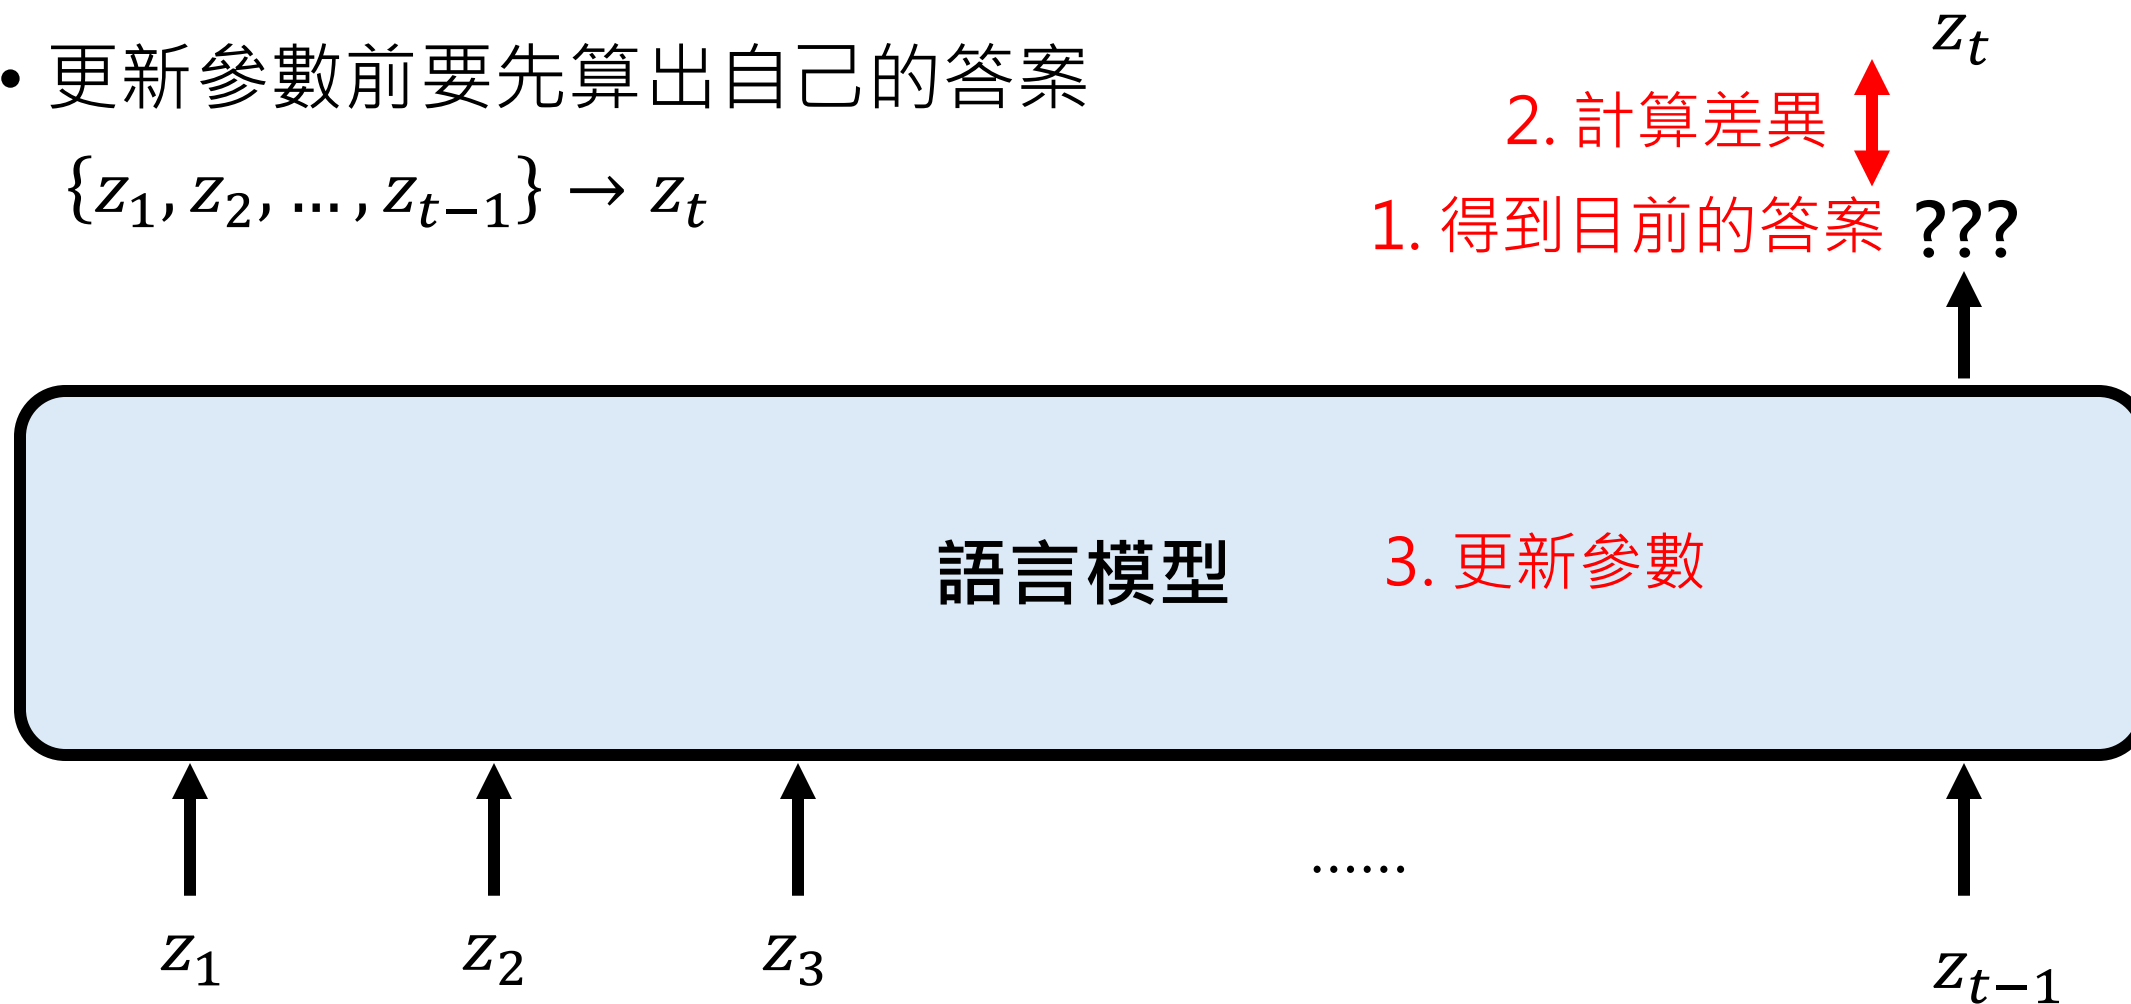 • 更新參數前要先算出自己的答案
{z₁, z₂, … , zₜ₋₁} → zₜ
zₜ
2. 計算差異
1. 得到目前的答案 ???
語言模型 3. 更新參數
……
z₁ z₂ z₃ zₜ₋₁